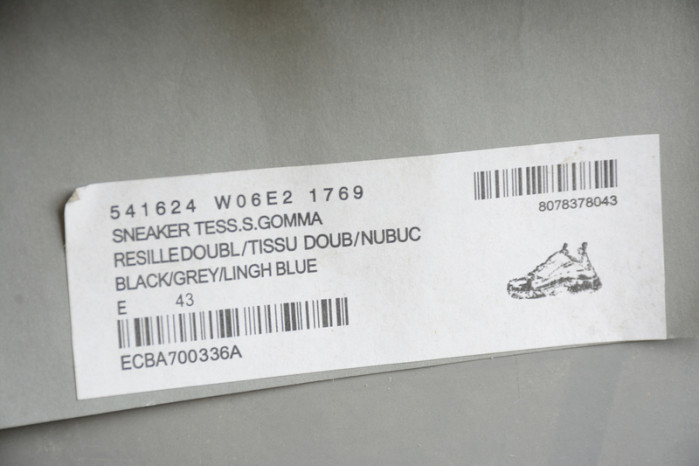 541624 W06E2 1769
SNEAKER TESS.S.GOMMA
RESILLEDOUBL/TISSU DOUB/NUBUC
BLACK/GREY/LINGH BLUE
E 43
ECBA700336A
8078378043